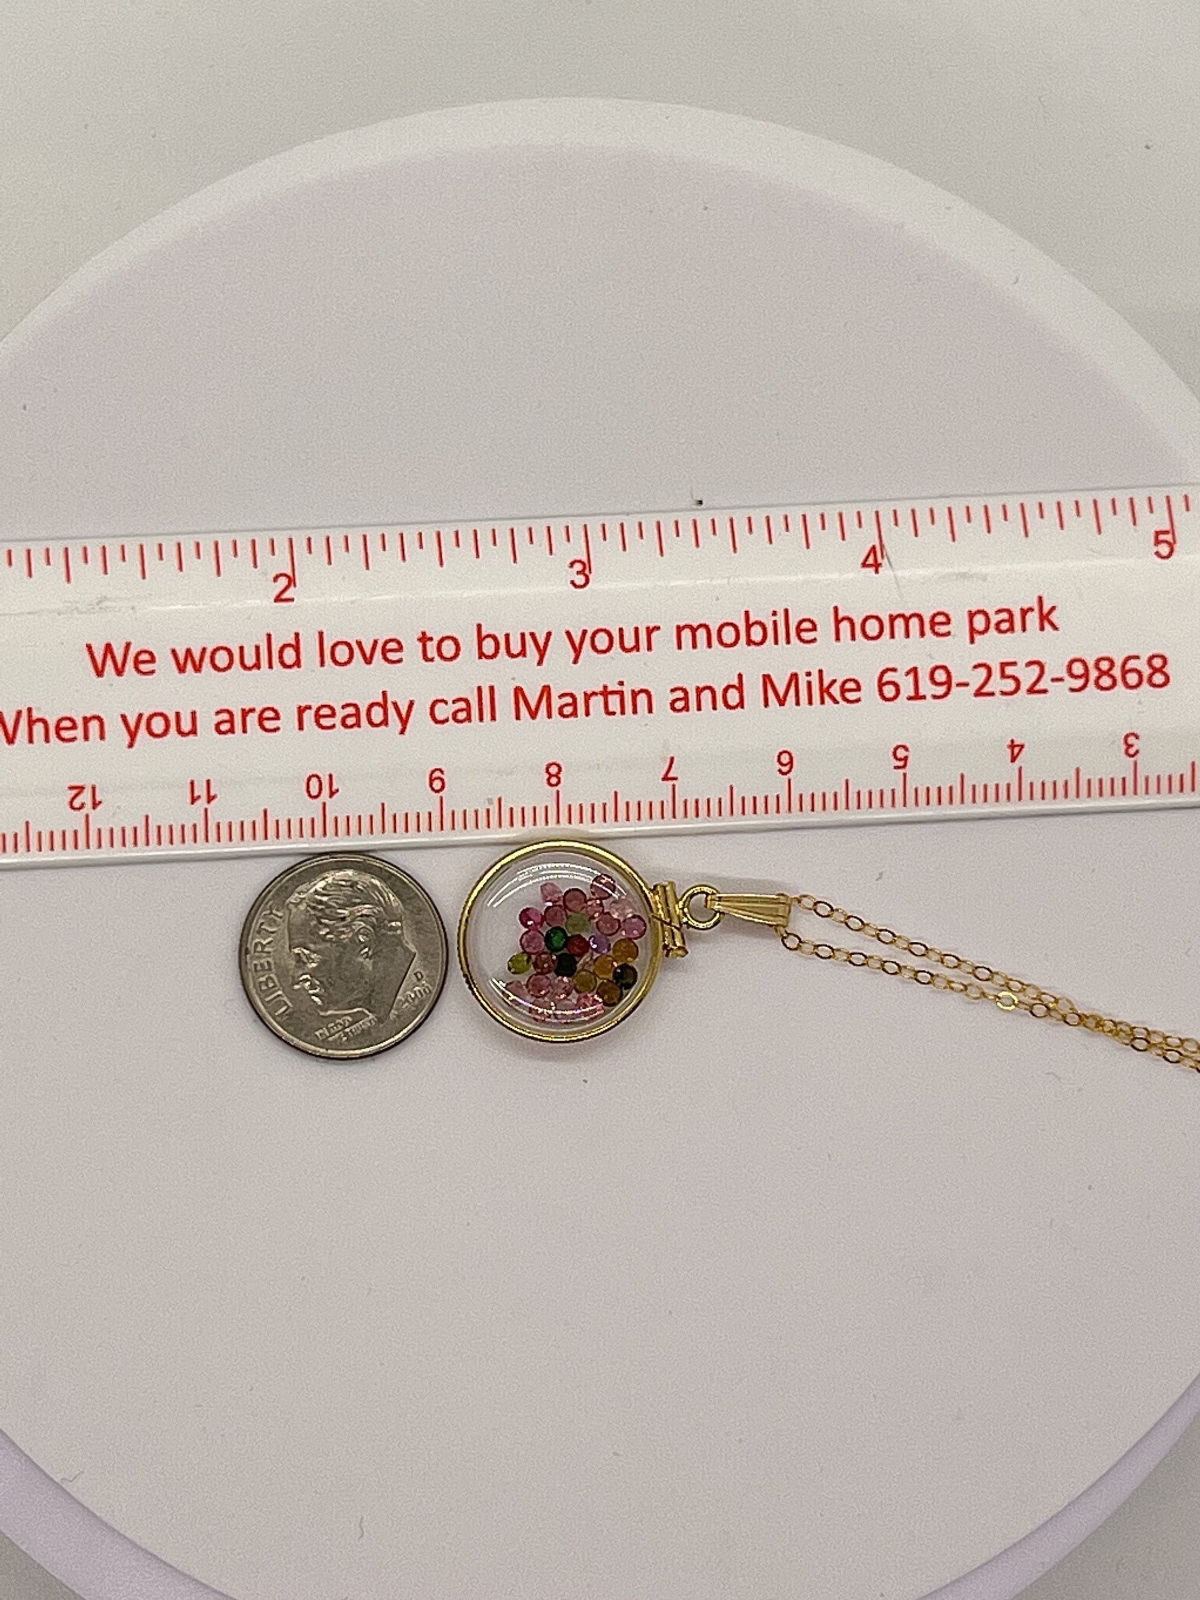 2 3 4 5
We would love to buy your mobile home park
When you are ready call Martin and Mike 619-252-9868
12 11 10 9 8 7 6 5 4 3
LIBERTY
D